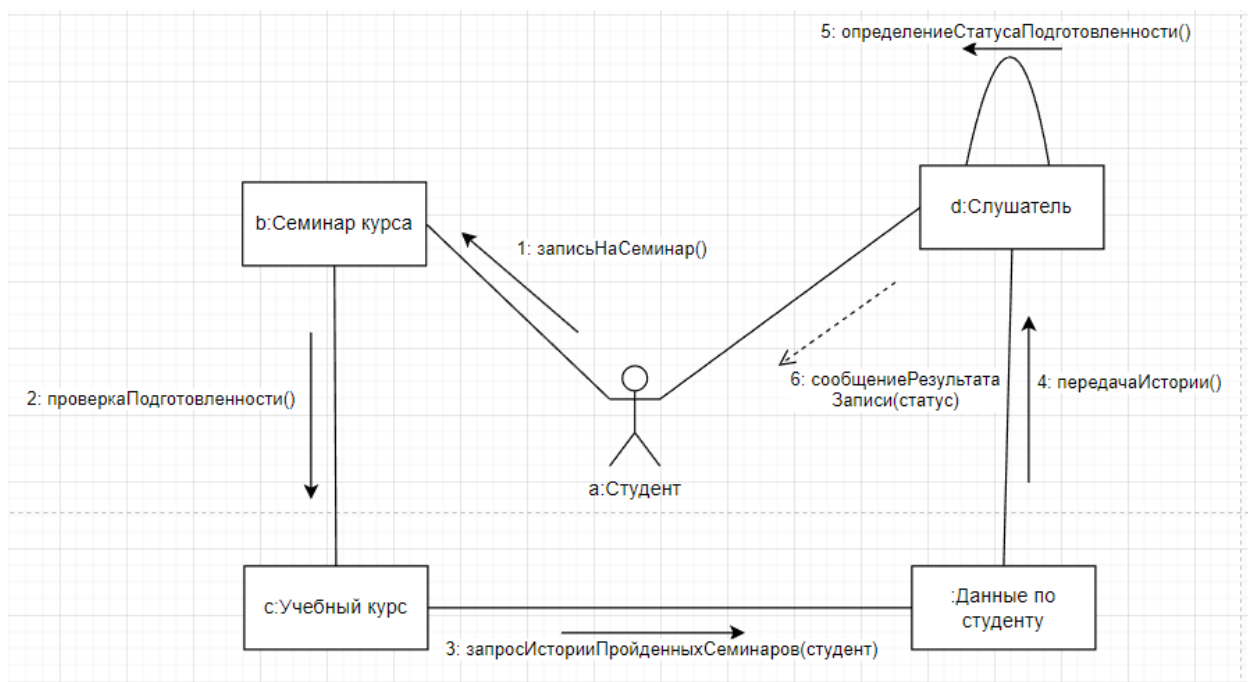 5: определениеСтатусаПодготовленности()
b:Семинар курса
d:Слушатель
1: записьНаСеминар()
2: проверкаПодготовленности()
6: сообщениеРезультата
Записи(статус)
4: передачаИстории()
a:Студент
c:Учебный курс
:Данные по
студенту
3: запросИсторииПройденныхСеминаров(студент)